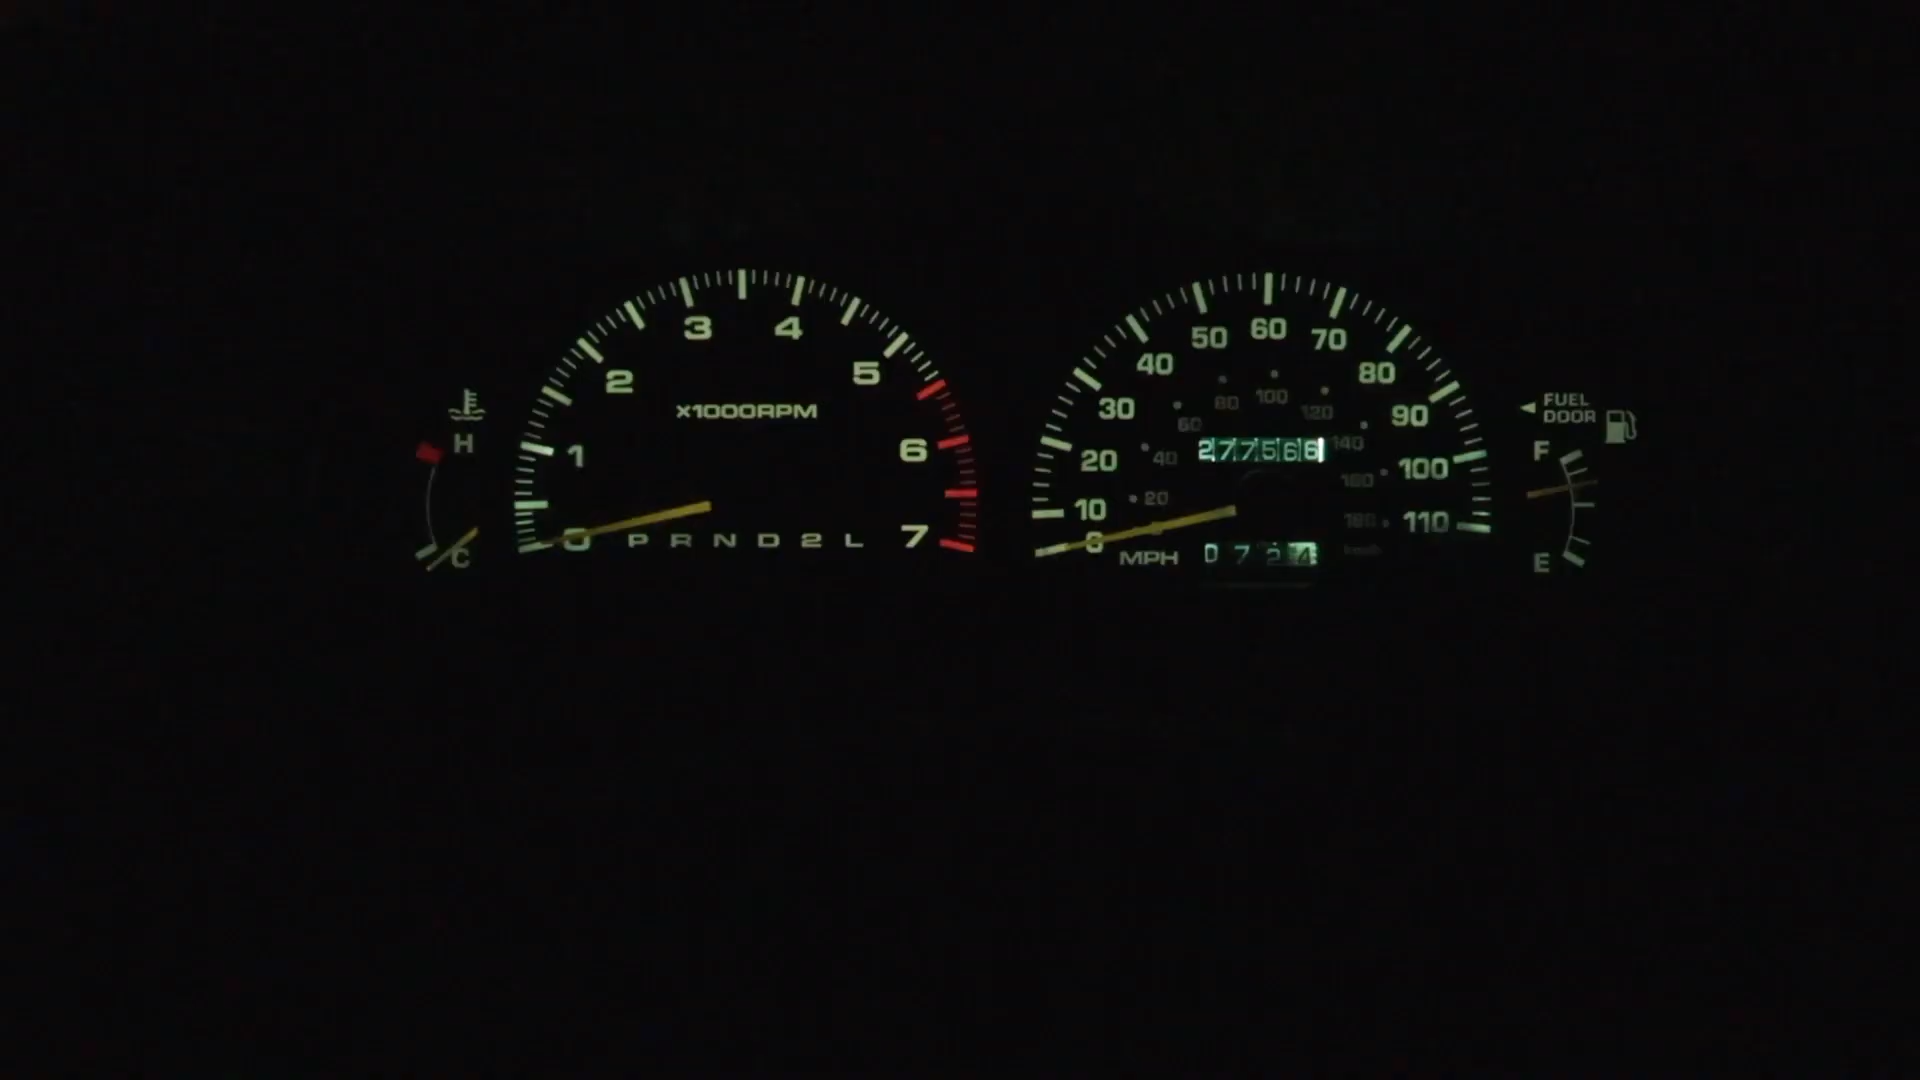 3 4
2 5
X1000RPM
1 6
0 P R N D 2 L 7
H
C
50 60 70
40 80
30 90
20 100
10 110
MPH
80 100 120
60 140
40 160
20 180
277566
0724
FUEL
DOOR
F
E